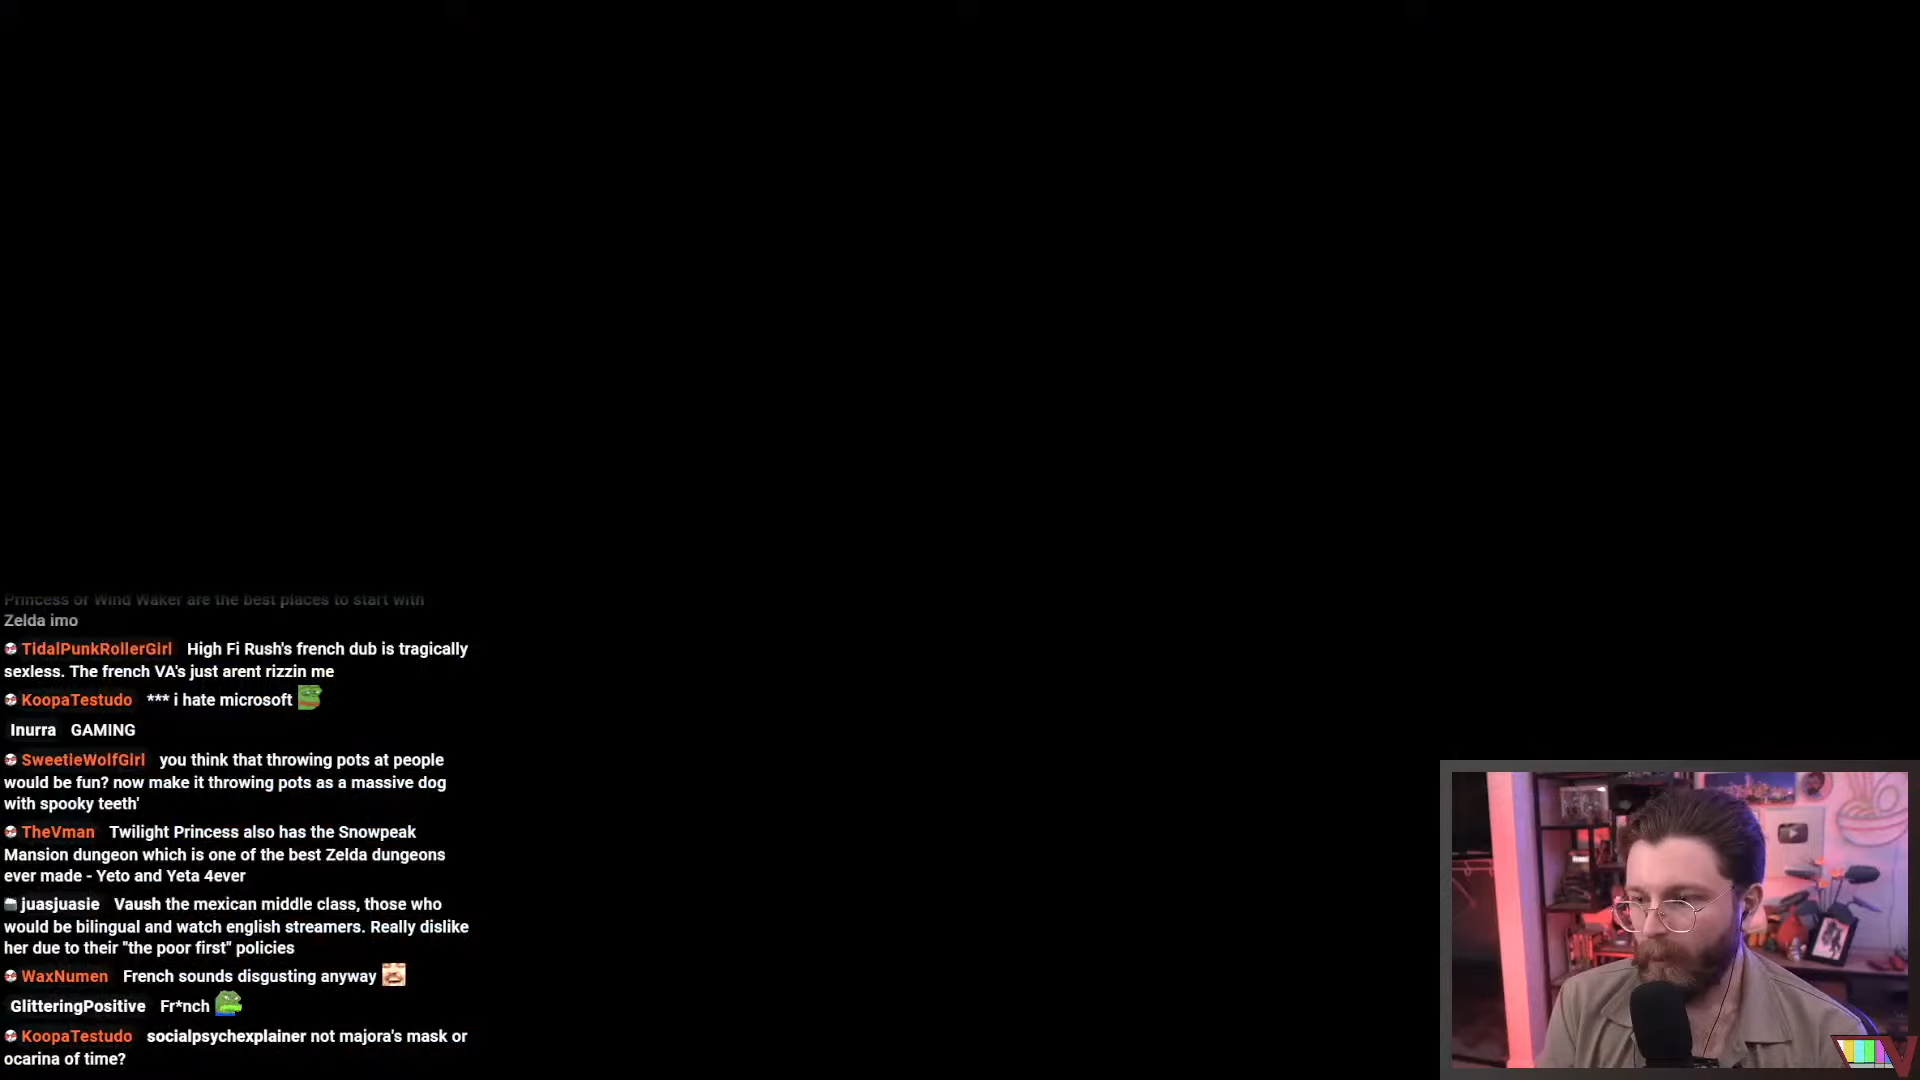 Princess or Wind Waker are the best places to start with
Zelda imo
TidalPunkRollerGirl High Fi Rush's french dub is tragically
sexless. The french VA's just arent rizzin me
KoopaTestudo *** i hate microsoft
Inurra GAMING
SweetieWolfGirl you think that throwing pots at people
would be fun? now make it throwing pots as a massive dog
with spooky teeth'
TheVman Twilight Princess also has the Snowpeak
Mansion dungeon which is one of the best Zelda dungeons
ever made - Yeto and Yeta 4ever
juasjuasie Vaush the mexican middle class, those who
would be bilingual and watch english streamers. Really dislike
her due to their "the poor first" policies
WaxNumen French sounds disgusting anyway
GlitteringPositive Fr*nch
KoopaTestudo socialpsychexplainer not majora's mask or
ocarina of time?
V